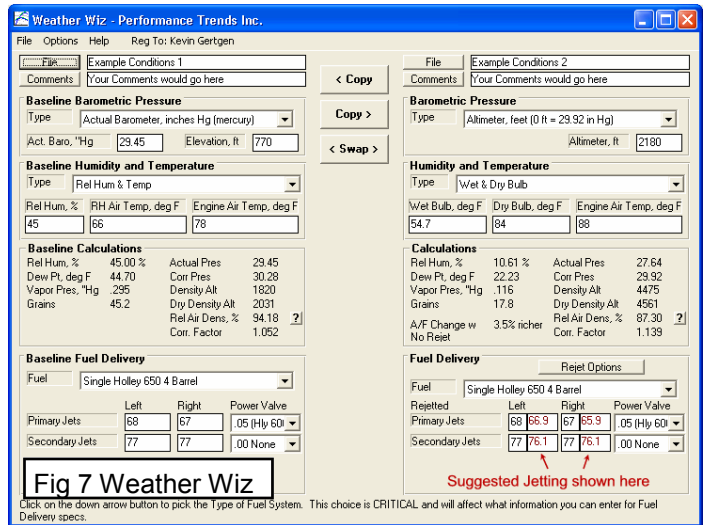 Weather Wiz - Performance Trends Inc.
File Options Help Reg To: Kevin Gertgen
File Example Conditions 1
Comments Your Comments would go here
Baseline Barometric Pressure
Type Actual Barometer, inches Hg (mercury)
Act. Baro, "Hg 29.45 Elevation, ft 770
Baseline Humidity and Temperature
Type Rel Hum & Temp
Rel Hum, % RH Air Temp, deg F Engine Air Temp, deg F
45 66 78
Baseline Calculations
Rel Hum, % 45.00 % Actual Pres 29.45
Dew Pt, deg F 44.70 Corr Pres 30.28
Vapor Pres, "Hg .295 Density Alt 1820
Grains 45.2 Dry Density Alt 2031
Rel Air Dens, % 94.18 ?
Corr. Factor 1.052
Baseline Fuel Delivery
Fuel Single Holley 650 4 Barrel
Left Right Power Valve
Primary Jets 68 67 .05 (Hly 60
Secondary Jets 77 77 .00 None
Fig 7 Weather Wiz
< Copy
Copy >
< Swap >
File Example Conditions 2
Comments Your Comments would go here
Barometric Pressure
Type Altimeter, feet (0 ft = 29.92 in Hg)
Altimeter, ft 2180
Humidity and Temperature
Type Wet & Dry Bulb
Wet Bulb, deg F Dry Bulb, deg F Engine Air Temp, deg F
54.7 84 88
Calculations
Rel Hum, % 10.61 % Actual Pres 27.64
Dew Pt, deg F 22.23 Corr Pres 29.92
Vapor Pres, "Hg .116 Density Alt 4475
Grains 17.8 Dry Density Alt 4561
Rel Air Dens, % 87.30 ?
A/F Change w 3.5% richer Corr. Factor 1.139
No Rejet
Fuel Delivery
Rejet Options
Fuel Single Holley 650 4 Barrel
Rejetted Left Right Power Valve
Primary Jets 68 66.9 67 65.9 .05 (Hly 60
Secondary Jets 77 76.1 77 76.1 .00 None
Suggested Jetting shown here
Click on the down arrow button to pick the Type of Fuel System. This choice is CRITICAL and will affect what information you can enter for Fuel
Delivery specs.